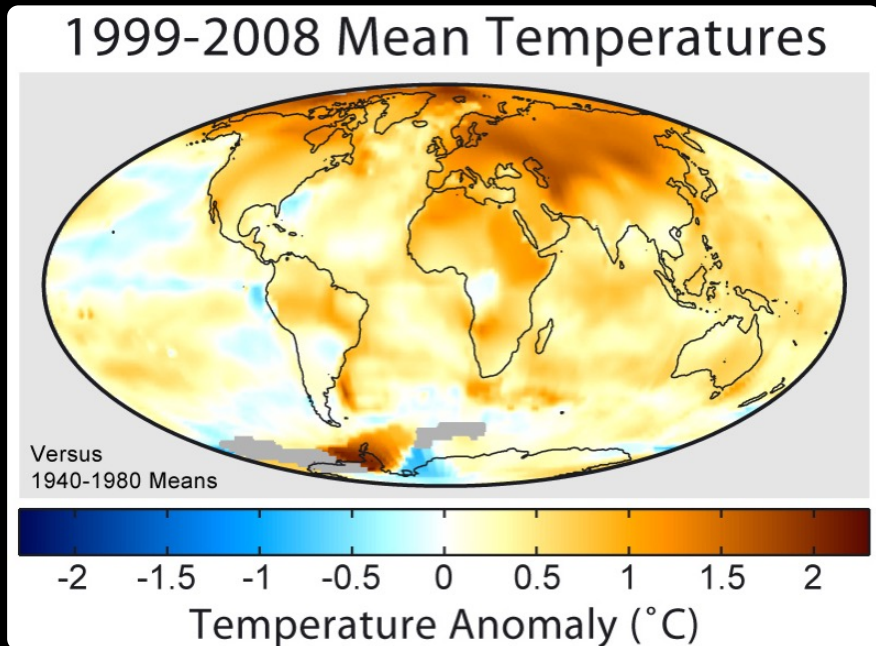 1999-2008 Mean Temperatures
Versus
1940-1980 Means
-2 -1.5 -1 -0.5 0 0.5 1 1.5 2
Temperature Anomaly (˚C)